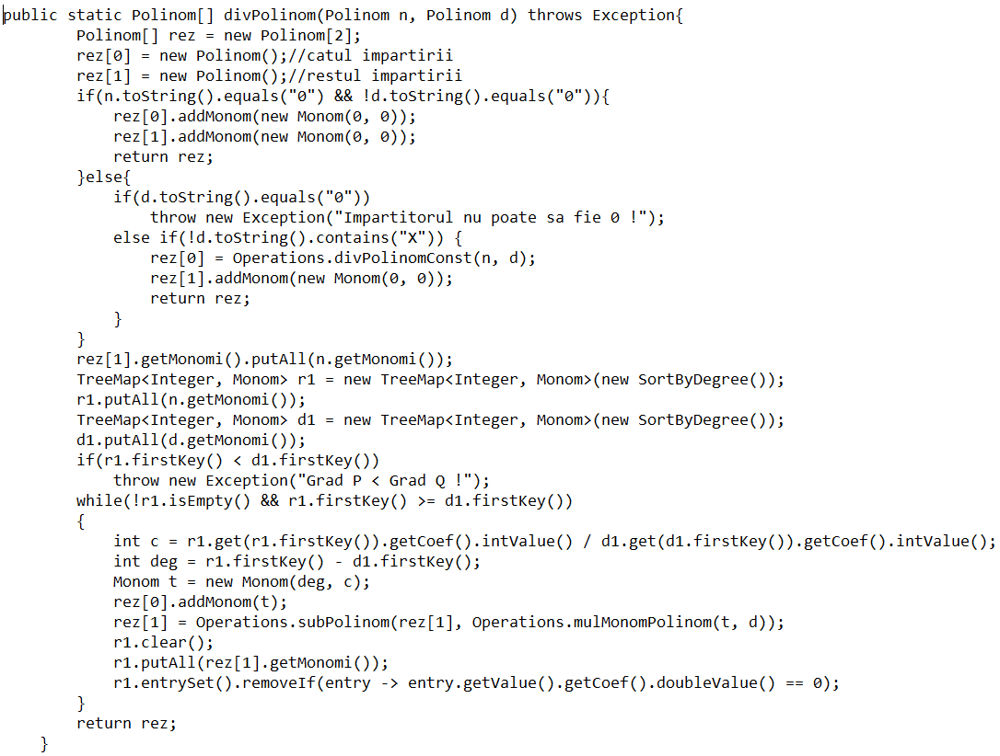 public static Polinom[] divPolinom(Polinom n, Polinom d) throws Exception{
        Polinom[] rez = new Polinom[2];
        rez[0] = new Polinom();//catul impartirii
        rez[1] = new Polinom();//restul impartirii
        if(n.toString().equals("0") && !d.toString().equals("0")){
            rez[0].addMonom(new Monom(0, 0));
            rez[1].addMonom(new Monom(0, 0));
            return rez;
        }else{
            if(d.toString().equals("0"))
                throw new Exception("Impartitorul nu poate sa fie 0 !");
            else if(!d.toString().contains("X")) {
                rez[0] = Operations.divPolinomConst(n, d);
                rez[1].addMonom(new Monom(0, 0));
                return rez;
            }
        }
        rez[1].getMonomi().putAll(n.getMonomi());
        TreeMap<Integer, Monom> r1 = new TreeMap<Integer, Monom>(new SortByDegree());
        r1.putAll(n.getMonomi());
        TreeMap<Integer, Monom> d1 = new TreeMap<Integer, Monom>(new SortByDegree());
        d1.putAll(d.getMonomi());
        if(r1.firstKey() < d1.firstKey())
            throw new Exception("Grad P < Grad Q !");
        while(!r1.isEmpty() && r1.firstKey() >= d1.firstKey())
        {
            int c = r1.get(r1.firstKey()).getCoef().intValue() / d1.get(d1.firstKey()).getCoef().intValue();
            int deg = r1.firstKey() - d1.firstKey();
            Monom t = new Monom(deg, c);
            rez[0].addMonom(t);
            rez[1] = Operations.subPolinom(rez[1], Operations.mulMonomPolinom(t, d));
            r1.clear();
            r1.putAll(rez[1].getMonomi());
            r1.entrySet().removeIf(entry -> entry.getValue().getCoef().doubleValue() == 0);
        }
        return rez;
    }